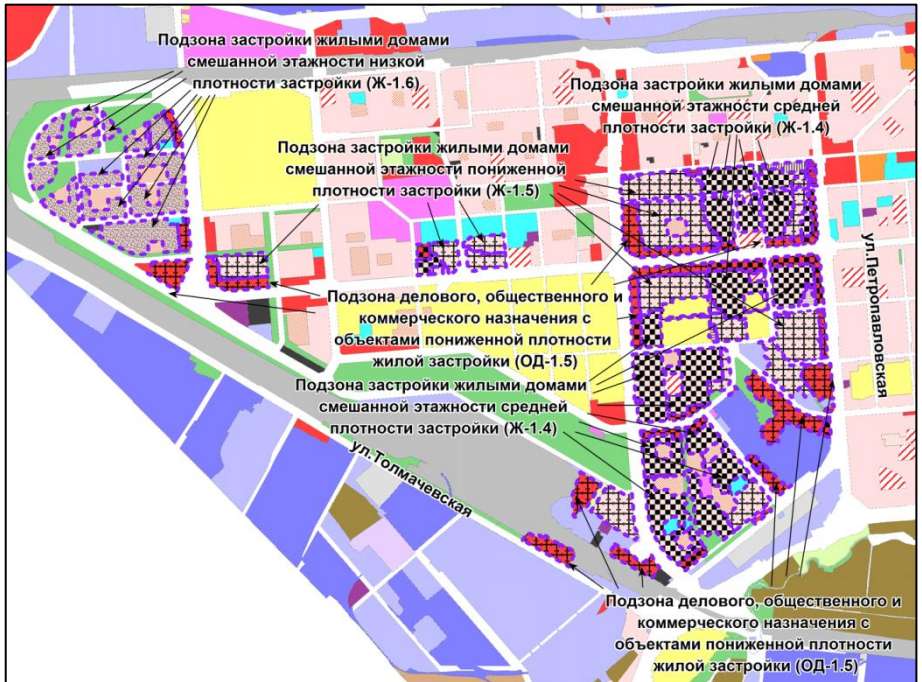 Подзона застройки жилыми домами
смешанной этажности низкой
плотности застройки (Ж-1.6)
Подзона застройки жилыми домами
смешанной этажности средней
плотности застройки (Ж-1.4)
Подзона застройки жилыми домами
смешанной этажности пониженной
плотности застройки (Ж-1.5)
ул.Петропавловская
Подзона делового, общественного и
коммерческого назначения с
объектами пониженной плотности
жилой застройки (ОД-1.5)
Подзона застройки жилыми домами
смешанной этажности средней
плотности застройки (Ж-1.4)
ул.Толмачевская
Подзона делового, общественного и
коммерческого назначения с
объектами пониженной плотности
жилой застройки (ОД-1.5)